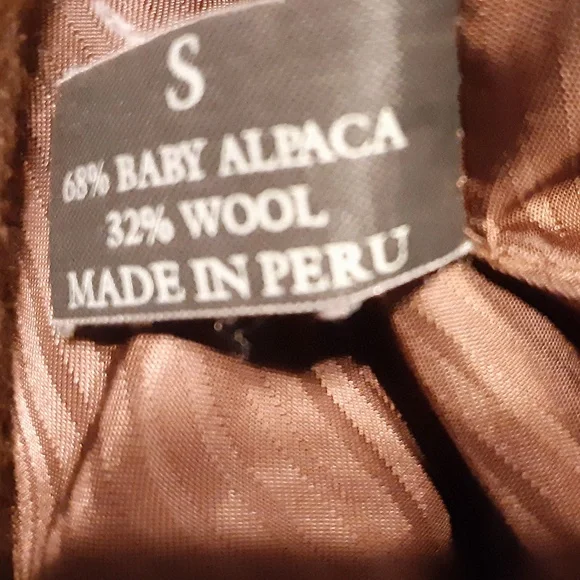 S
68% BABY ALPACA
32% WOOL
MADE IN PERU